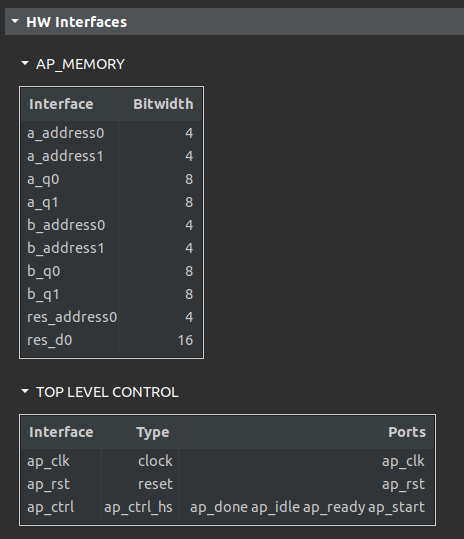 HW Interfaces
AP_MEMORY
Interface Bitwidth
a_address0 4
a_address1 4
a_q0 8
a_q1 8
b_address0 4
b_address1 4
b_q0 8
b_q1 8
res_address0 4
res_d0 16
TOP LEVEL CONTROL
Interface Type Ports
ap_clk clock ap_clk
ap_rst reset ap_rst
ap_ctrl ap_ctrl_hs ap_done ap_idle ap_ready ap_start